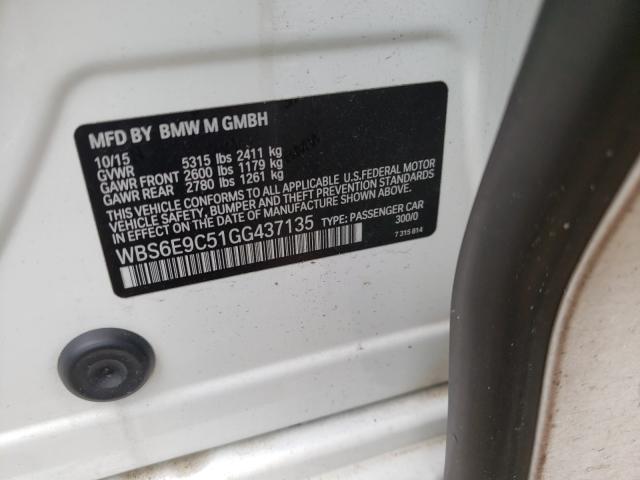 MFD BY BMW M GMBH
10/15
GVWR 5315 lbs 2411 kg
GAWR FRONT 2600 lbs 1179 kg
GAWR REAR 2780 lbs 1261 kg
THIS VEHICLE CONFORMS TO ALL APPLICABLE U.S.FEDERAL MOTOR
VEHICLE SAFETY, BUMPER, AND THEFT PREVENTION STANDARDS
IN EFFECT ON THE DATE OF MANUFACTURE SHOWN ABOVE.
WBS6E9C51GG437135 TYPE: PASSENGER CAR
300/0
7 315 814